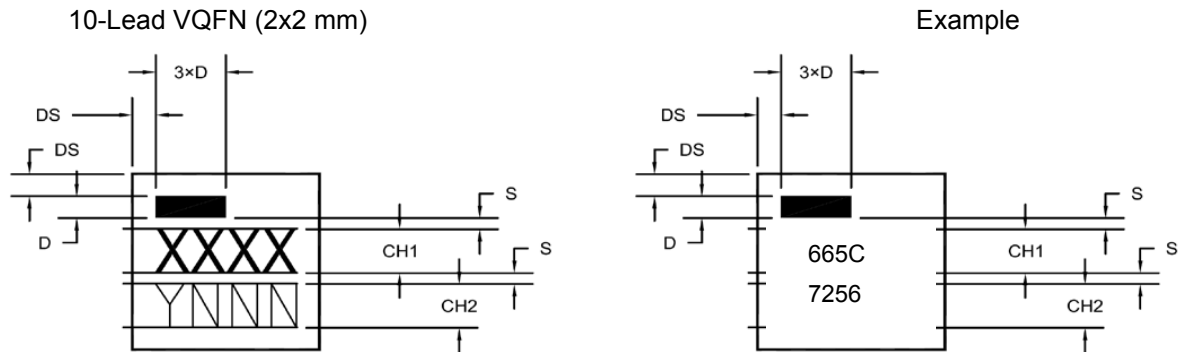 10-Lead VQFN (2x2 mm)
3×D
DS
DS
D
S
CH1
S
CH2
XXXX
YNNN
Example
3×D
DS
DS
D
S
CH1
S
CH2
665C
7256